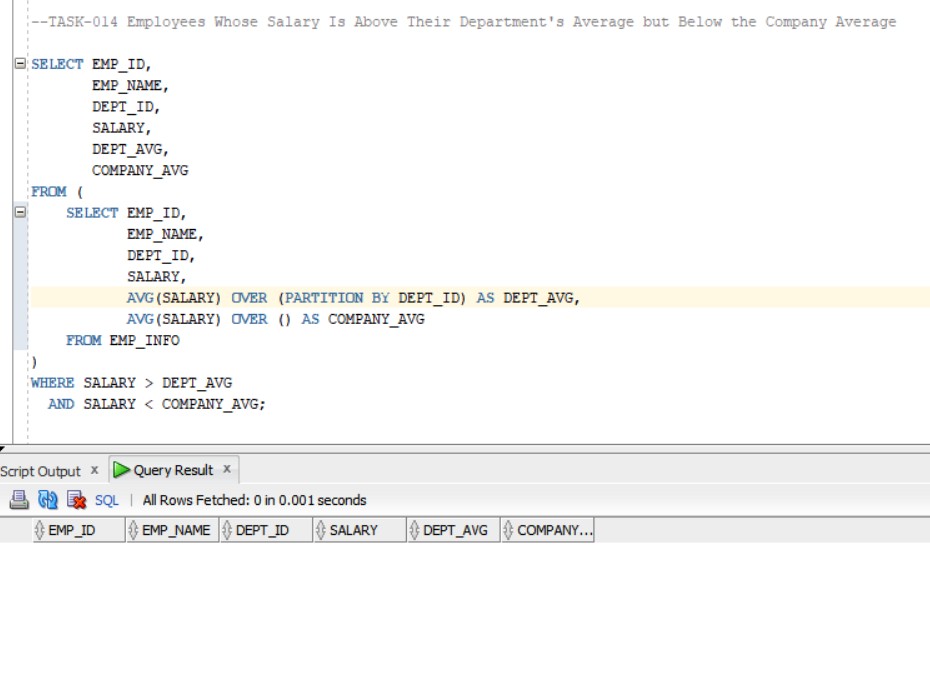 --TASK-014 Employees Whose Salary Is Above Their Department's Average but Below the Company Average
SELECT EMP_ID,
EMP_NAME,
DEPT_ID,
SALARY,
DEPT_AVG,
COMPANY_AVG
FROM (
SELECT EMP_ID,
EMP_NAME,
DEPT_ID,
SALARY,
AVG(SALARY) OVER (PARTITION BY DEPT_ID) AS DEPT_AVG,
AVG(SALARY) OVER () AS COMPANY_AVG
FROM EMP_INFO
)
WHERE SALARY > DEPT_AVG
AND SALARY < COMPANY_AVG;
Script Output x Query Result x
SQL | All Rows Fetched: 0 in 0.001 seconds
EMP_ID EMP_NAME DEPT_ID SALARY DEPT_AVG COMPANY...